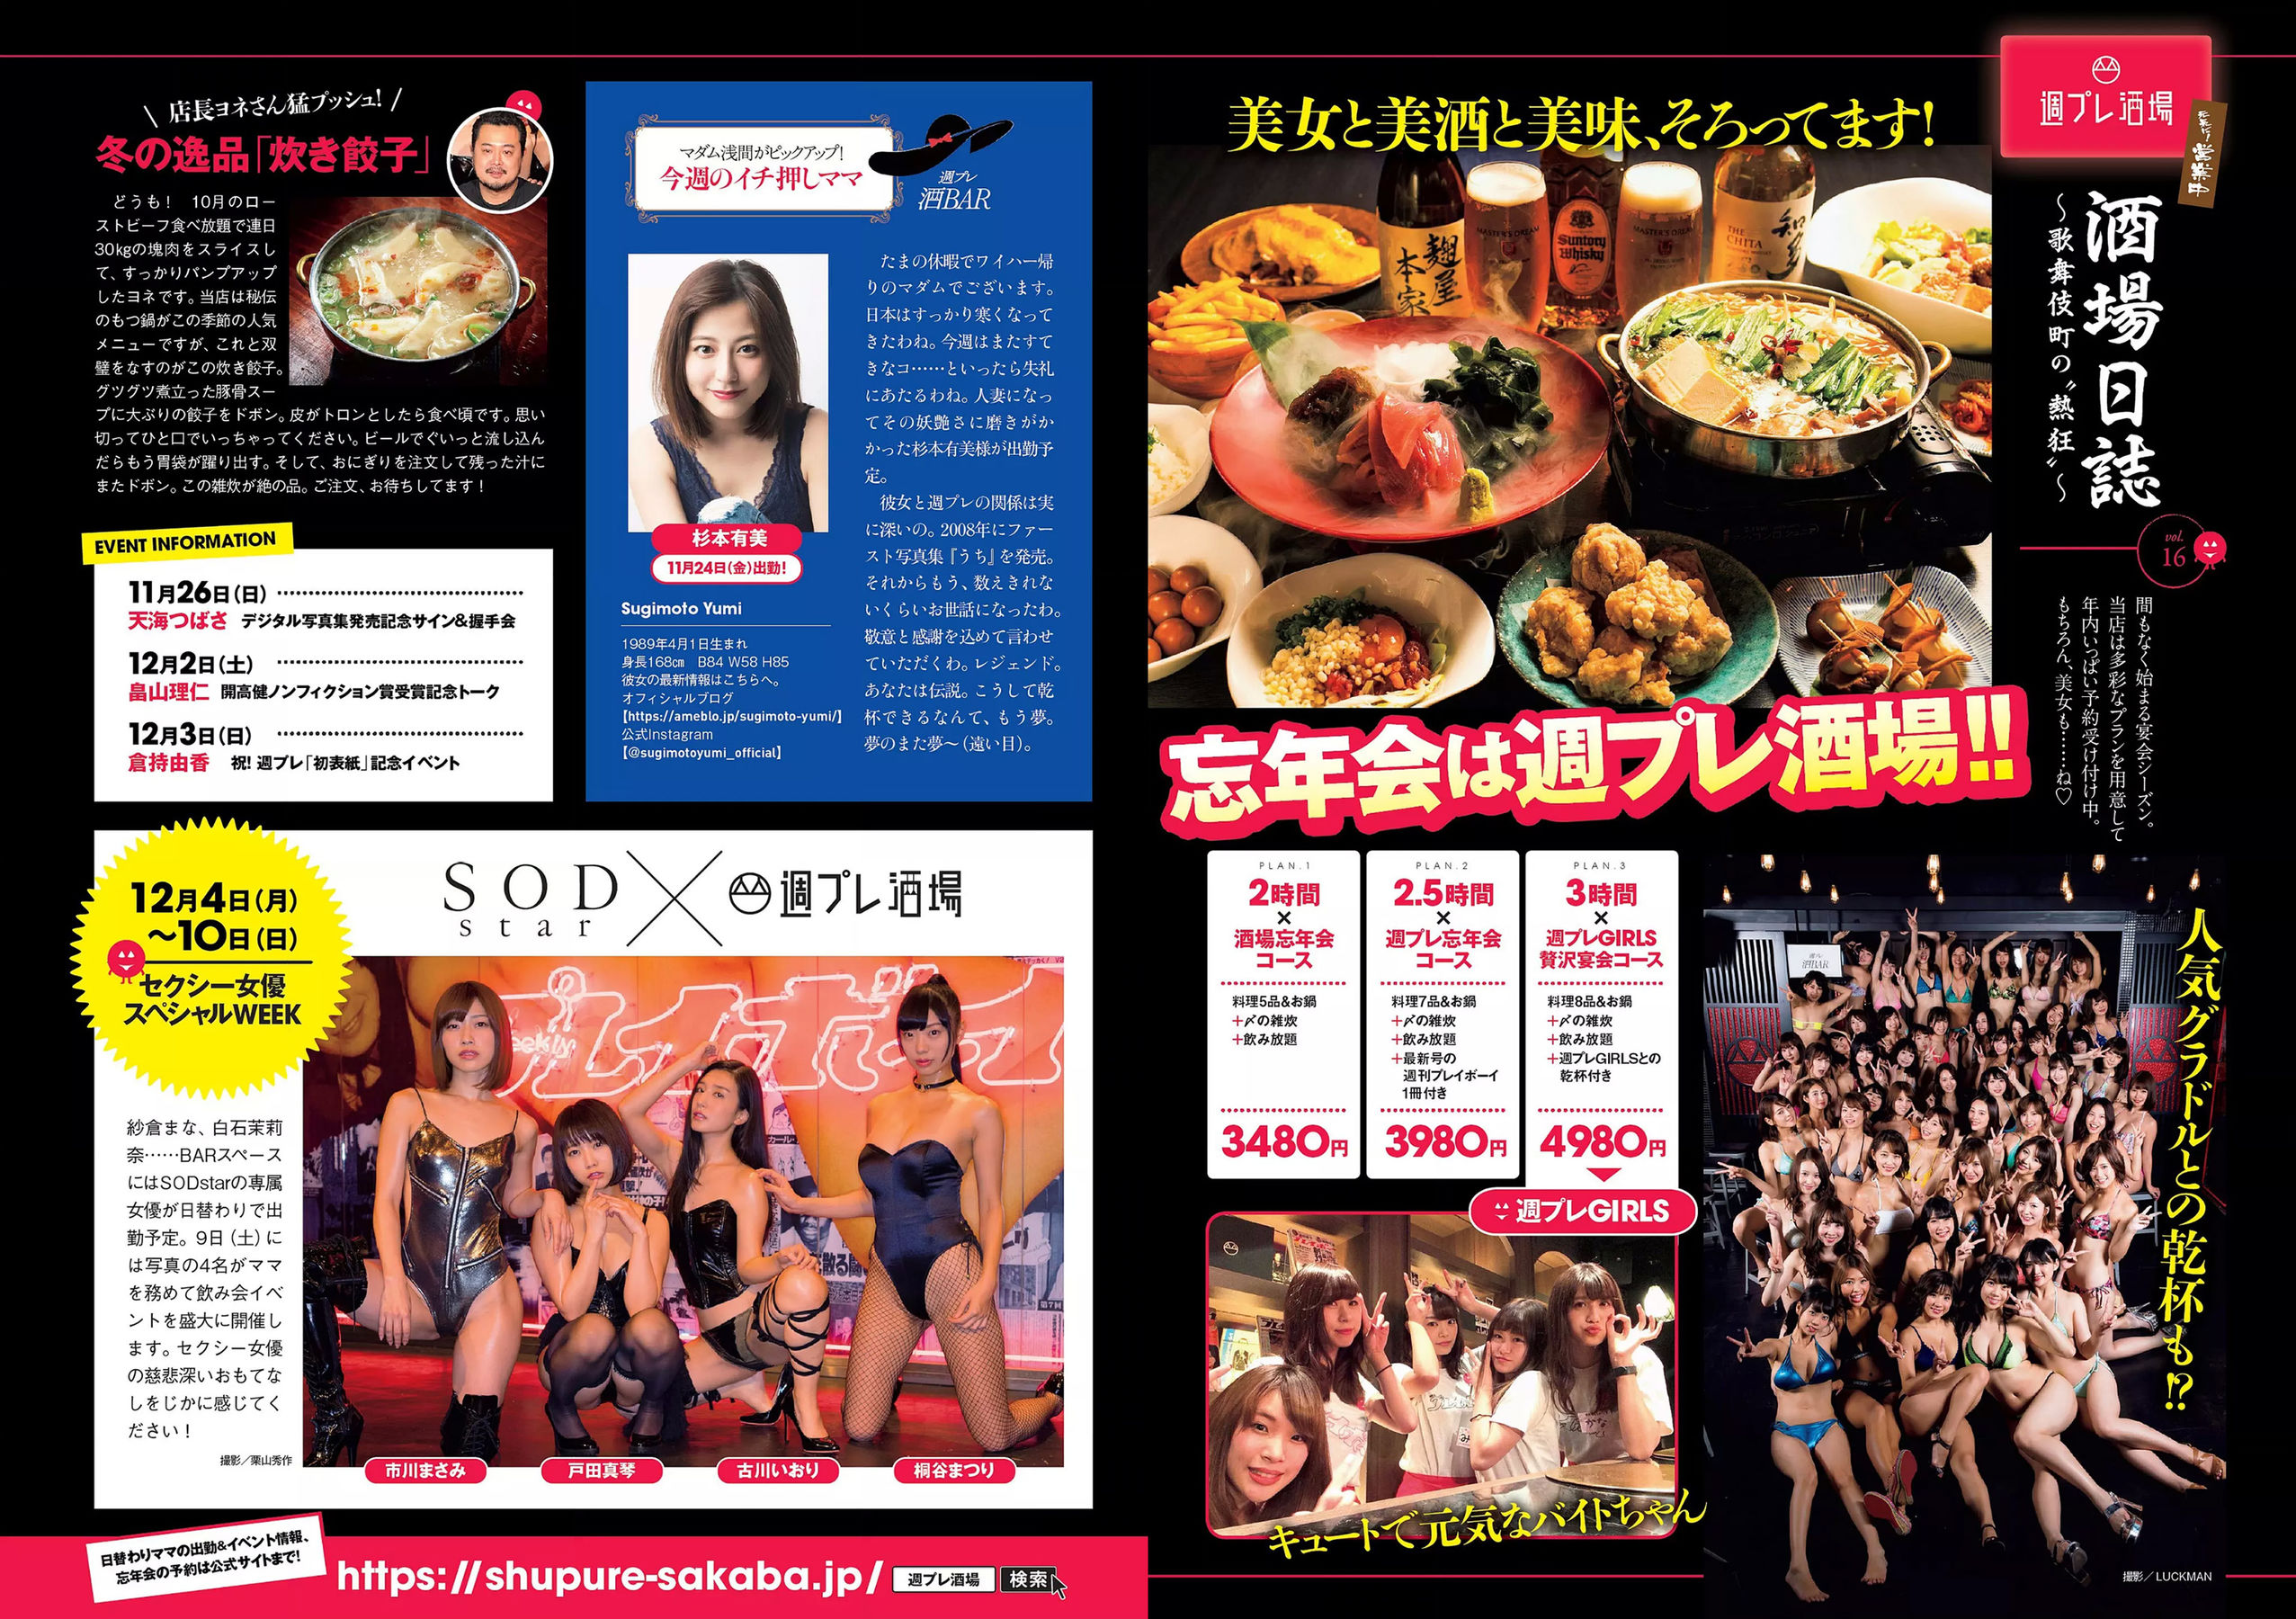 週プレ酒場
元気に!
営業中
酒場日誌
〜歌舞伎町の〝熱狂〟〜
vol.
16
間もなく始まる宴会シーズン。
当店は多彩なプランを用意して
年内いっぱい予約受け付け中。
もちろん、美女も……ね♡
美女と美酒と美味、そろってます!
麹屋
本家
MASTER'S DREAM
Suntory
Whisky
MASTER'S DREAM
THE
CHITA
知多
忘年会は週プレ酒場!!
PLAN.1
2時間
×
酒場忘年会
コース
料理5品&お鍋
+〆の雑炊
+飲み放題
3480円
PLAN.2
2.5時間
×
週プレ忘年会
コース
料理7品&お鍋
+〆の雑炊
+飲み放題
+最新号の
週刊プレイボーイ
1冊付き
3980円
PLAN.3
3時間
×
週プレGIRLS
贅沢宴会コース
料理8品&お鍋
+〆の雑炊
+飲み放題
+週プレGIRLSとの
乾杯付き
4980円
週プレGIRLS
キュートで元気なバイトちゃん
人気グラドルとの乾杯も!?
週プレ
酒BAR
撮影/LUCKMAN
\ 店長ヨネさん猛プッシュ! /
冬の逸品「炊き餃子」
どうも! 10月のロー
ストビーフ食べ放題で連日
30kgの塊肉をスライスし
て、すっかりパンプアップ
したヨネです。当店は秘伝
のもつ鍋がこの季節の人気
メニューですが、これと双
璧をなすのがこの炊き餃子。
グツグツ煮立った豚骨スー
プに大ぶりの餃子をドボン。皮がトロンとしたら食べ頃です。思い
切ってひと口でいっちゃってください。ビールでぐいっと流し込ん
だらもう胃袋が躍り出す。そして、おにぎりを注文して残った汁に
またドボン。この雑炊が絶の品。ご注文、お待ちしてます!
EVENT INFORMATION
11月26日(日)
天海つばさ デジタル写真集発売記念サイン&握手会
12月2日(土)
畠山理仁 開高健ノンフィクション賞受賞記念トーク
12月3日(日)
倉持由香 祝! 週プレ「初表紙」記念イベント
マダム浅間がピックアップ!
今週のイチ押しママ
週プレ
酒BAR
杉本有美
11月24日(金)出勤!
Sugimoto Yumi
1989年4月1日生まれ
身長168㎝ B84 W58 H85
彼女の最新情報はこちらへ。
オフィシャルブログ
【https://ameblo.jp/sugimoto-yumi/】
公式Instagram
【@sugimotoyumi_official】
たまの休暇でワイハー帰
りのマダムでございます。
日本はすっかり寒くなって
きたわね。今週はまたすて
きなコ……といったら失礼
にあたるわね。人妻になっ
てその妖艶さに磨きがか
かった杉本有美様が出勤予
定。
彼女と週プレの関係は実
に深いの。2008年にファー
スト写真集『うち』を発売。
それからもう、数えきれな
いくらいお世話になったわ。
敬意と感謝を込めて言わせ
ていただくわ。レジェンド。
あなたは伝説。こうして乾
杯できるなんて、もう夢。
夢のまた夢〜(遠い目)。
12月4日(月)
〜10日(日)
セクシー女優
スペシャルWEEK
SOD
star
週プレ酒場
紗倉まな、白石茉莉
奈……BARスペース
にはSODstarの専属
女優が日替わりで出
勤予定。9日(土)に
は写真の4名がママ
を務めて飲み会イベ
ントを盛大に開催し
ます。セクシー女優
の慈悲深いおもてな
しをじかに感じてく
ださい!
撮影/栗山秀作
Weekly
プレイボー
市川まさみ
戸田真琴
古川いおり
桐谷まつり
日替わりママの出勤&イベント情報、
忘年会の予約は公式サイトまで!
https://shupure-sakaba.jp/
週プレ酒場
検索